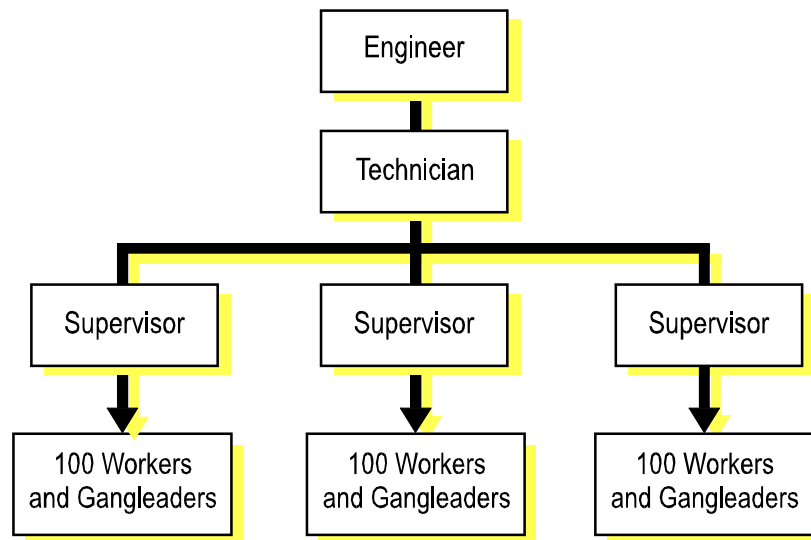 Engineer
Technician
Supervisor
Supervisor
Supervisor
100 Workers
and Gangleaders
100 Workers
and Gangleaders
100 Workers
and Gangleaders